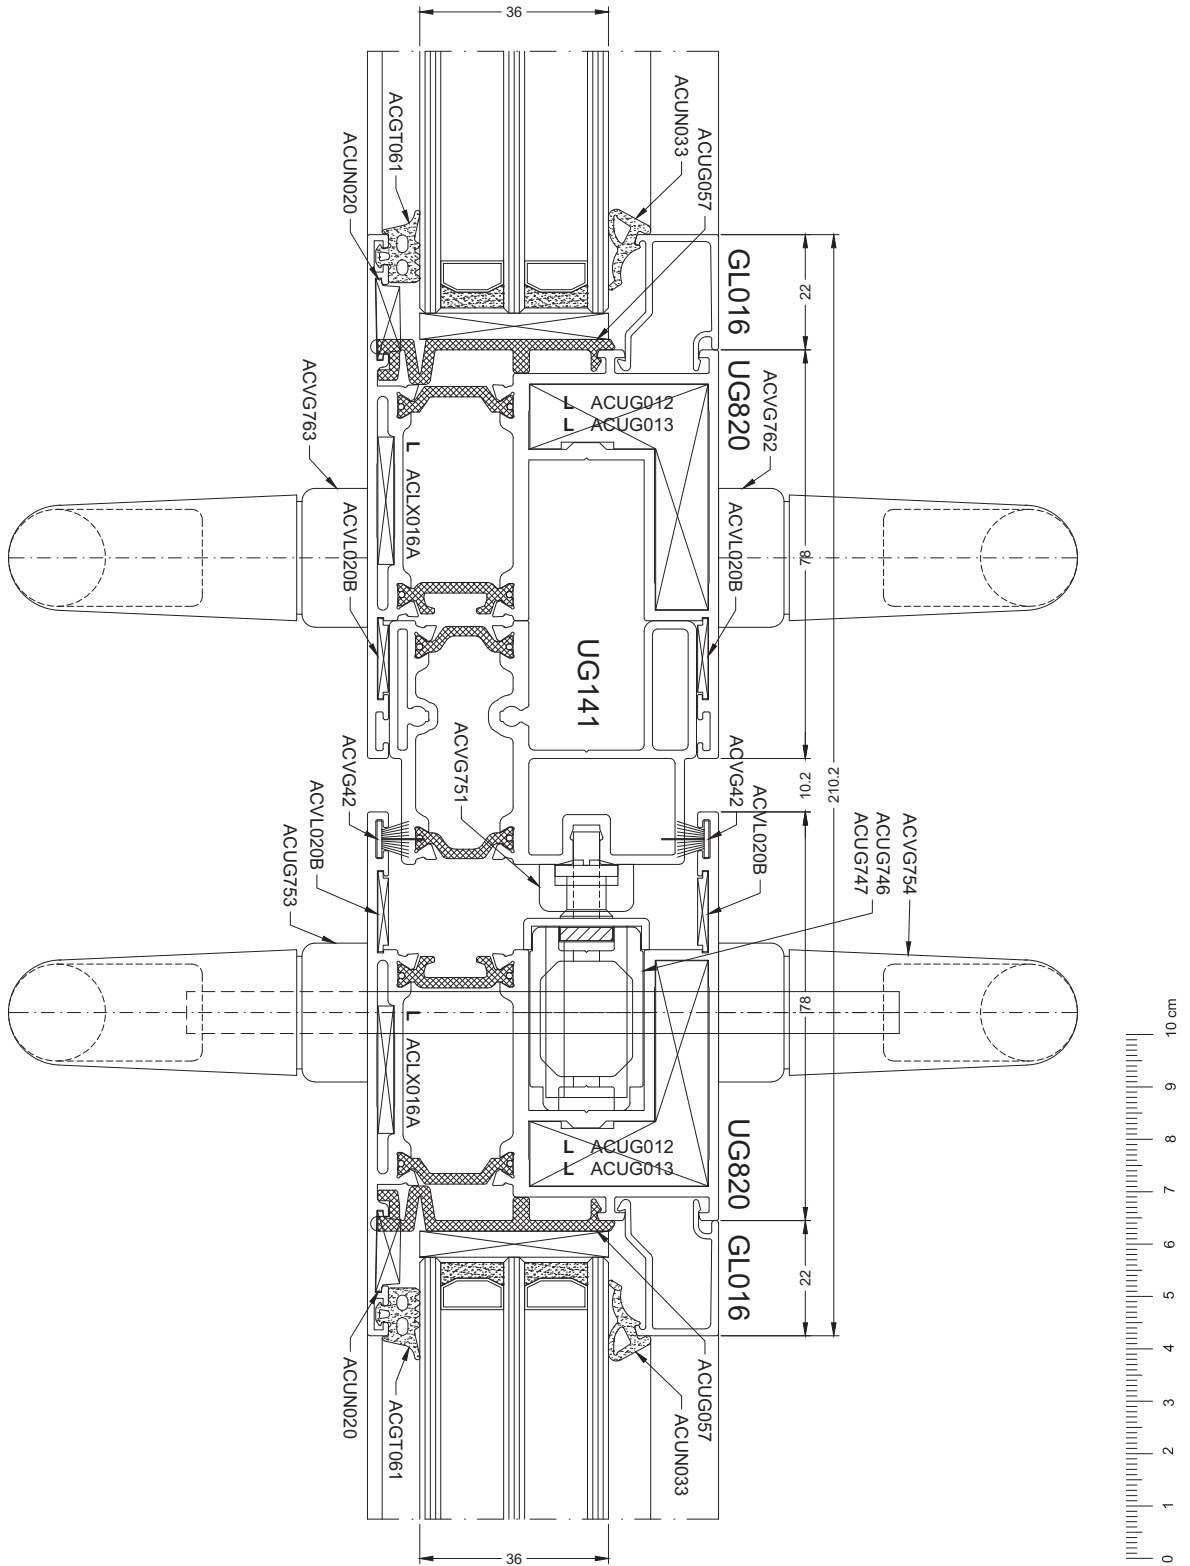 36
ACGT061
ACUN020
ACUG057
ACUN033
GL016
22
UG820
ACVG763
ACVG762
L ACUG012
L ACUG013
L ACLX016A
ACVL020B
ACVL020B
78
UG141
ACVG42
ACVG751
ACVG42
10.2
210.2
ACVL020B
ACUG753
ACVL020B
ACVG754
ACUG746
ACUG747
78
L ACLX016A
L ACUG012
L ACUG013
UG820
GL016
22
ACUN020
ACGT061
ACUG057
ACUN033
36
0 1 2 3 4 5 6 7 8 9 10 cm